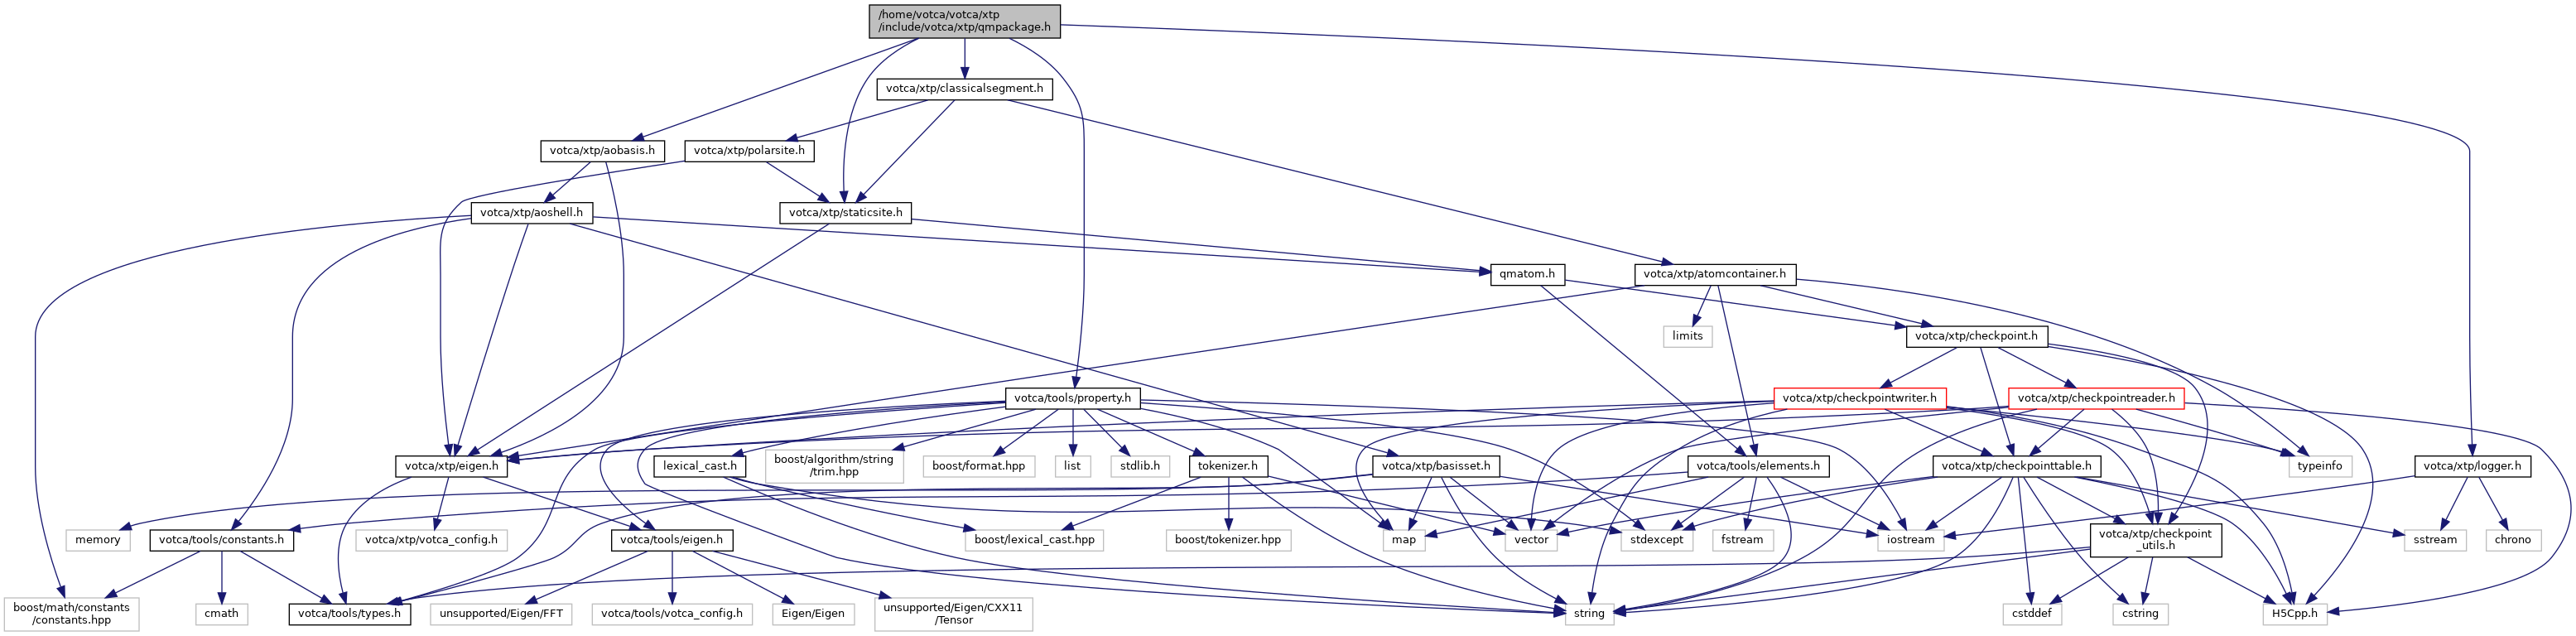 /home/votca/votca/xtp
/include/votca/xtp/qmpackage.h
votca/xtp/classicalsegment.h
votca/xtp/aobasis.h
votca/xtp/polarsite.h
votca/xtp/aoshell.h
votca/xtp/staticsite.h
qmatom.h
votca/xtp/atomcontainer.h
limits
votca/xtp/checkpoint.h
votca/tools/property.h
votca/xtp/checkpointwriter.h
votca/xtp/checkpointreader.h
votca/xtp/eigen.h
lexical_cast.h
boost/algorithm/string
/trim.hpp
boost/format.hpp
list
stdlib.h
tokenizer.h
votca/xtp/basisset.h
votca/tools/elements.h
votca/xtp/checkpointtable.h
typeinfo
votca/xtp/logger.h
memory
votca/tools/constants.h
votca/xtp/votca_config.h
votca/tools/eigen.h
boost/lexical_cast.hpp
boost/tokenizer.hpp
map
vector
stdexcept
fstream
iostream
votca/xtp/checkpoint
_utils.h
sstream
chrono
boost/math/constants
/constants.hpp
cmath
votca/tools/types.h
unsupported/Eigen/FFT
votca/tools/votca_config.h
Eigen/Eigen
unsupported/Eigen/CXX11
/Tensor
string
cstddef
cstring
H5Cpp.h